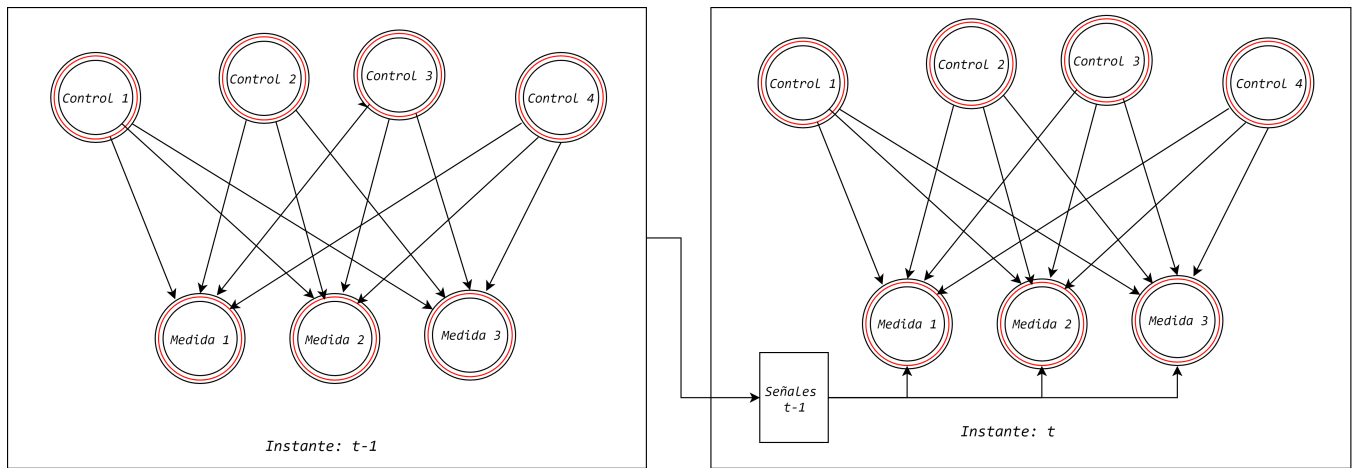 Control 1
Control 2
Control 3
Control 4
Medida 1
Medida 2
Medida 3
Instante: t-1
Control 1
Control 2
Control 3
Control 4
Medida 1
Medida 2
Medida 3
Señales
t-1
Instante: t